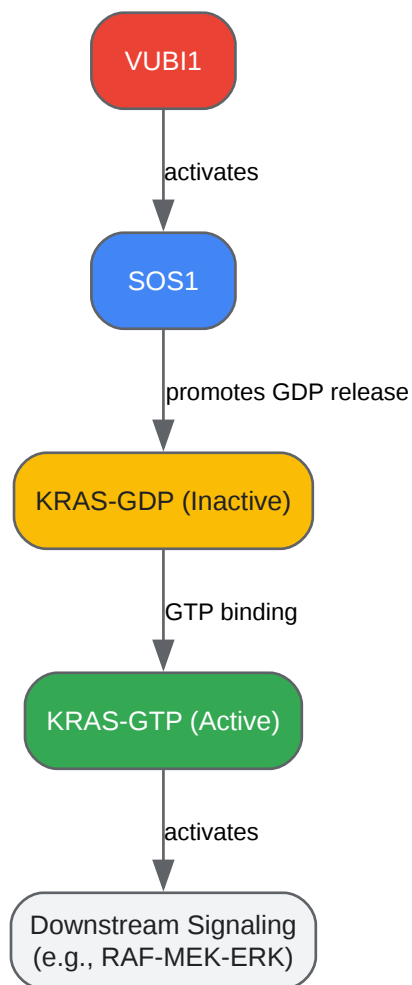 VUBI1
activates
SOS1
promotes GDP release
KRAS-GDP (Inactive)
GTP binding
KRAS-GTP (Active)
activates
Downstream Signaling
(e.g., RAF-MEK-ERK)